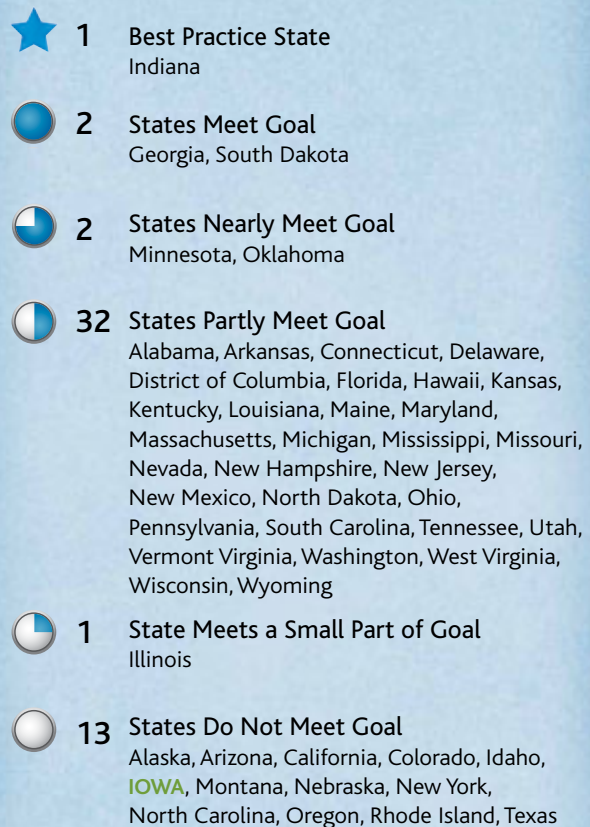 1 Best Practice State
Indiana
2 States Meet Goal
Georgia, South Dakota
2 States Nearly Meet Goal
Minnesota, Oklahoma
32 States Partly Meet Goal
Alabama, Arkansas, Connecticut, Delaware,
District of Columbia, Florida, Hawaii, Kansas,
Kentucky, Louisiana, Maine, Maryland,
Massachusetts, Michigan, Mississippi, Missouri,
Nevada, New Hampshire, New Jersey,
New Mexico, North Dakota, Ohio,
Pennsylvania, South Carolina, Tennessee, Utah,
Vermont Virginia, Washington, West Virginia,
Wisconsin, Wyoming
1 State Meets a Small Part of Goal
Illinois
13 States Do Not Meet Goal
Alaska, Arizona, California, Colorado, Idaho,
IOWA, Montana, Nebraska, New York,
North Carolina, Oregon, Rhode Island, Texas